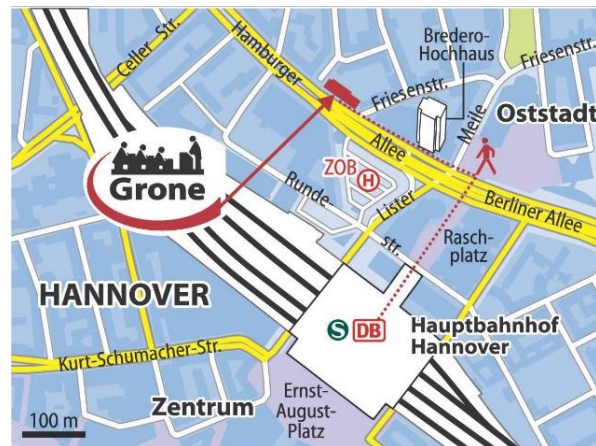 Celler Str.
Hamburger
Allee
Bredero-
Hochhaus
Friesenstr.
Friesenstr.
Oststadt
Meile
Grone
ZOB
H
Runde
str.
Lister
Berliner Allee
Rasch-
platz
HANNOVER
S
DB
Hauptbahnhof
Hannover
Kurt-Schumacher-Str.
Zentrum
Ernst-
August-
Platz
100 m